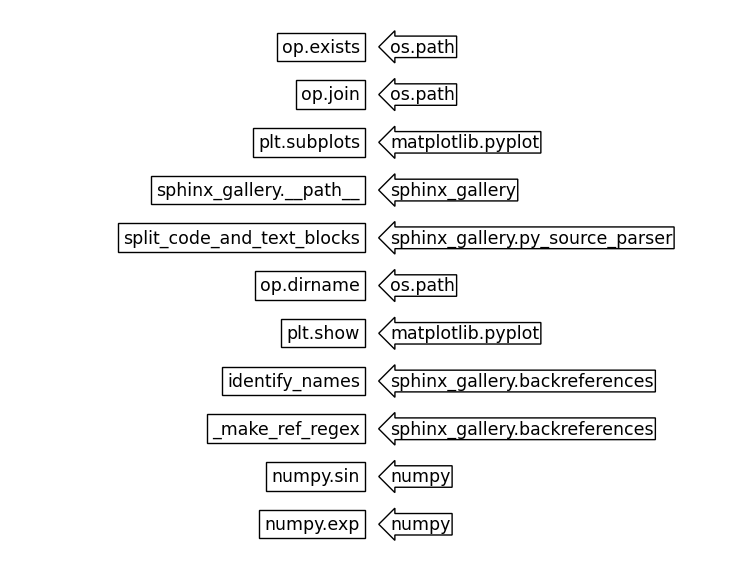 op.exists os.path
op.join os.path
plt.subplots matplotlib.pyplot
sphinx_gallery.__path__ sphinx_gallery
split_code_and_text_blocks sphinx_gallery.py_source_parser
op.dirname os.path
plt.show matplotlib.pyplot
identify_names sphinx_gallery.backreferences
_make_ref_regex sphinx_gallery.backreferences
numpy.sin numpy
numpy.exp numpy